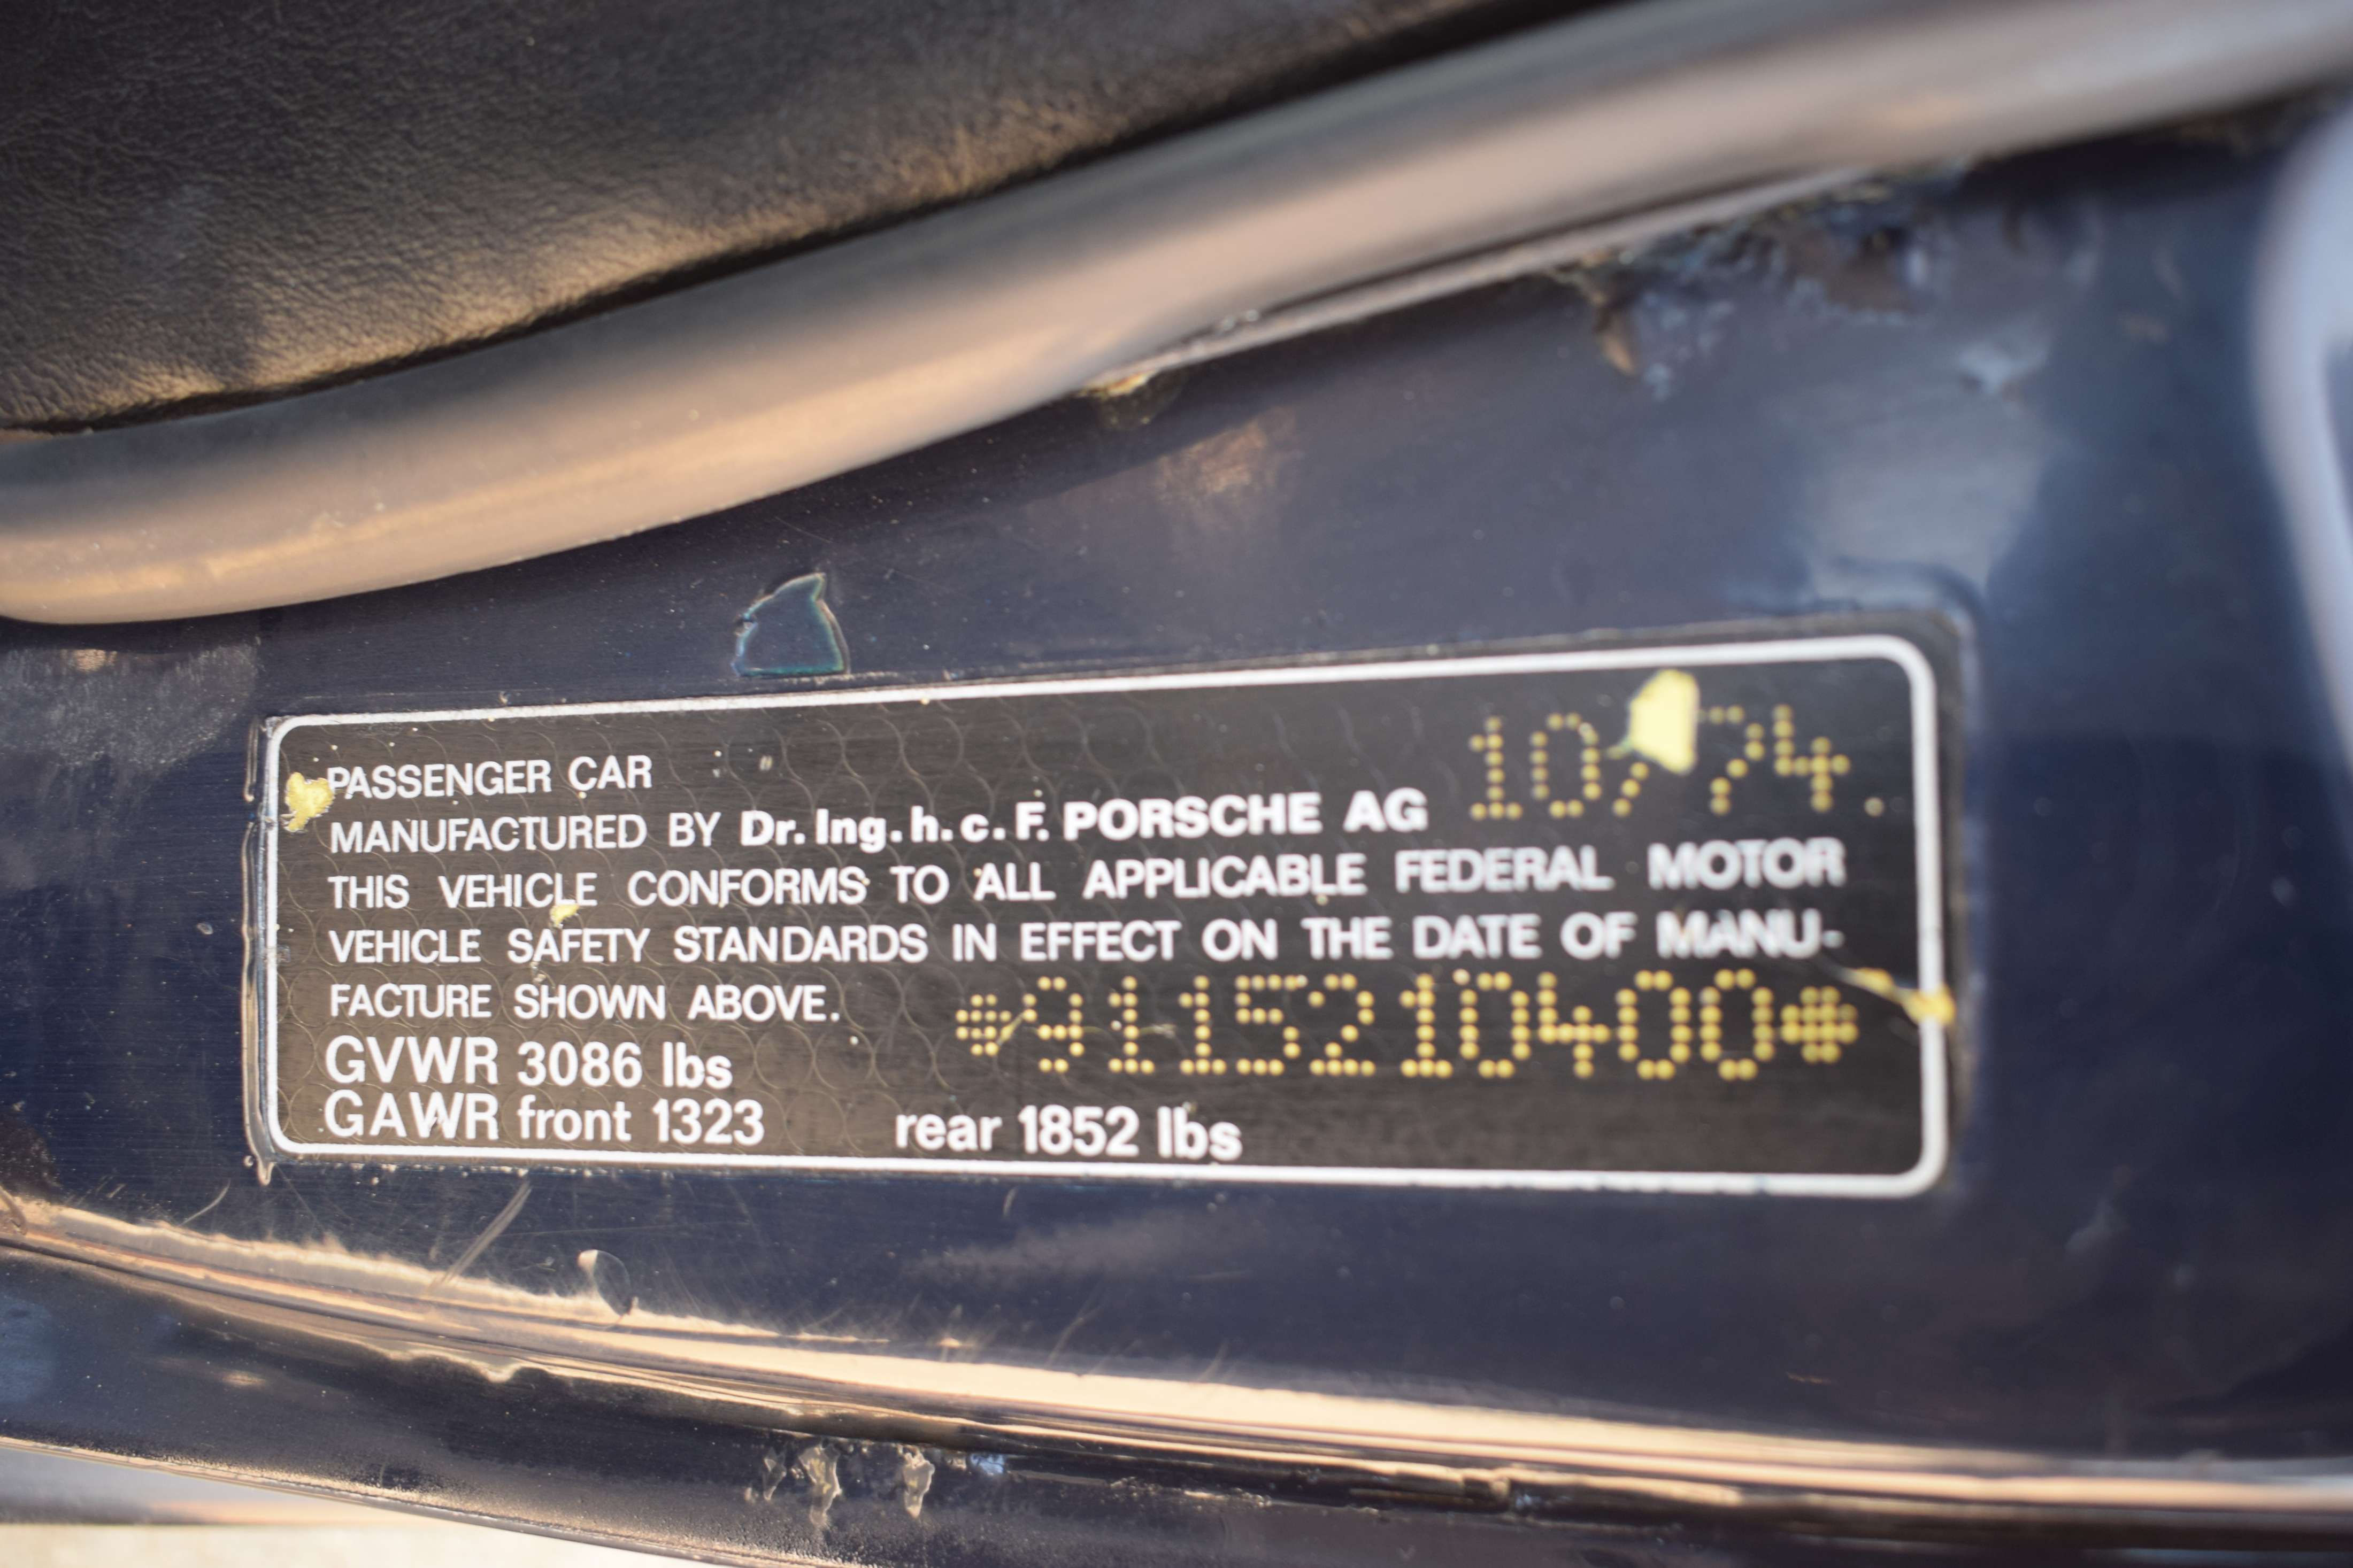 10/74.
PASSENGER CAR
MANUFACTURED BY Dr. Ing. h. c. F. PORSCHE AG
THIS VEHICLE CONFORMS TO ALL APPLICABLE FEDERAL MOTOR
VEHICLE SAFETY STANDARDS IN EFFECT ON THE DATE OF MANU-
FACTURE SHOWN ABOVE. *9115210400*
GVWR 3086 lbs
GAWR front 1323 rear 1852 lbs